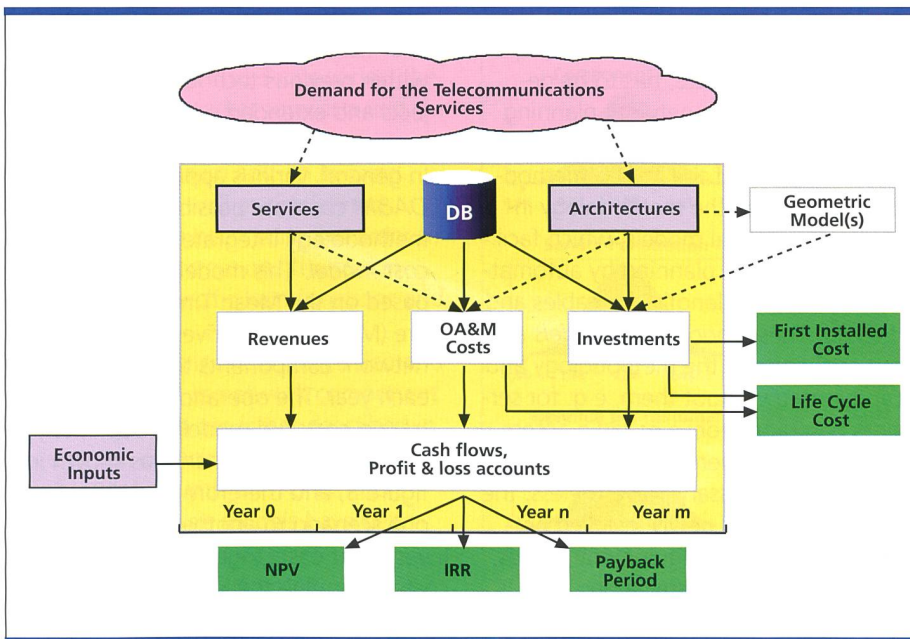 Demand for the Telecommunications
Services
Services
DB
Architectures
Geometric
Model(s)
Revenues
OA&M
Costs
Investments
First Installed
Cost
Life Cycle
Cost
Economic
Inputs
Cash flows,
Profit & loss accounts
Year 0
Year 1
Year n
Year m
NPV
IRR
Payback
Period